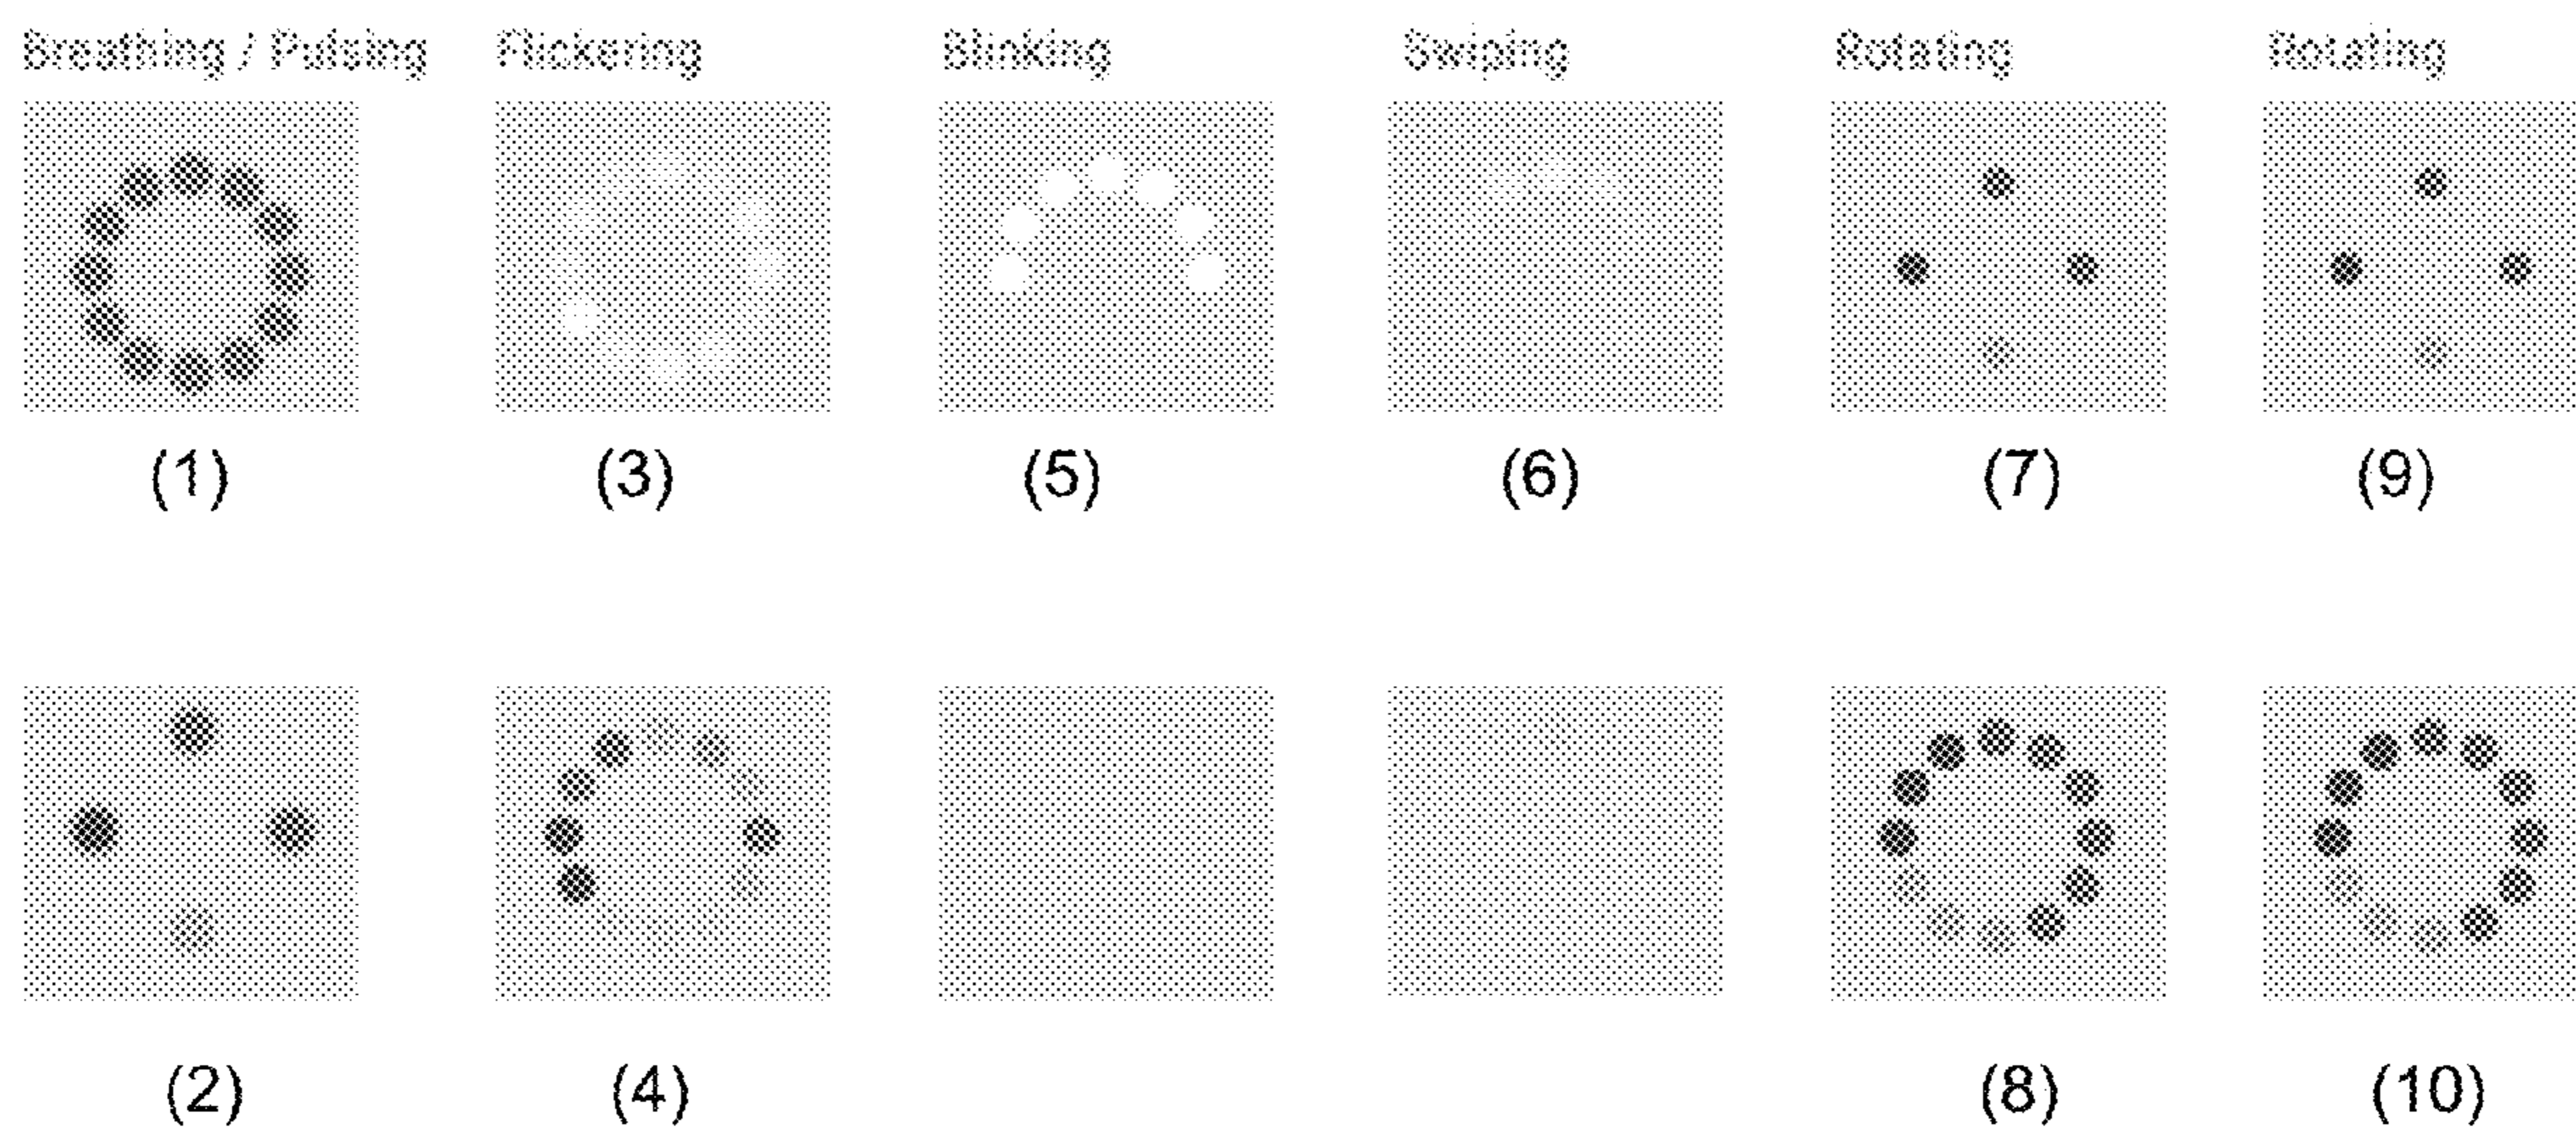 Breathing / Pulsing Flickering Blinking Swiping Rotating Rotating
(1) (3) (5) (6) (7) (9)
(2) (4) (8) (10)